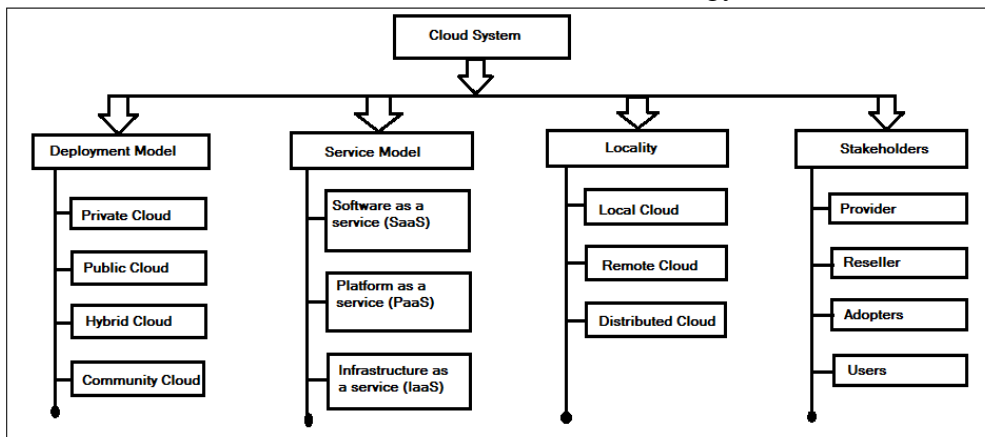 Cloud System
Deployment Model
Private Cloud
Public Cloud
Hybrid Cloud
Community Cloud
Service Model
Software as a
service (SaaS)
Platform as a
service (PaaS)
Infrastructure as
a service (IaaS)
Locality
Local Cloud
Remote Cloud
Distributed Cloud
Stakeholders
Provider
Reseller
Adopters
Users